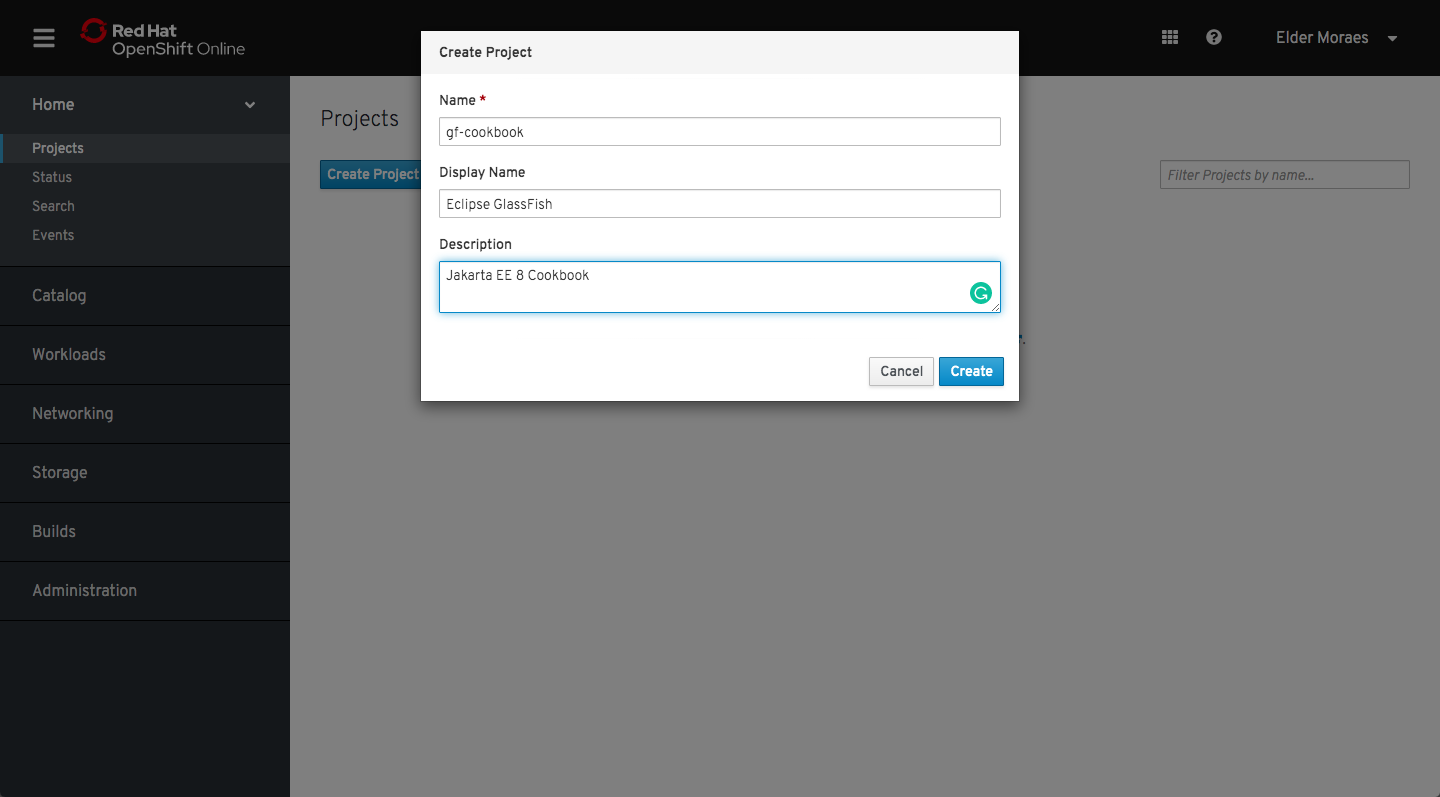 Red Hat
OpenShift Online
Elder Moraes
Home
Projects
Status
Search
Events
Catalog
Workloads
Networking
Storage
Builds
Administration
Projects
Create Project
Filter Projects by name...
Create Project
Name *
gf-cookbook
Display Name
Eclipse GlassFish
Description
Jakarta EE 8 Cookbook
Cancel
Create